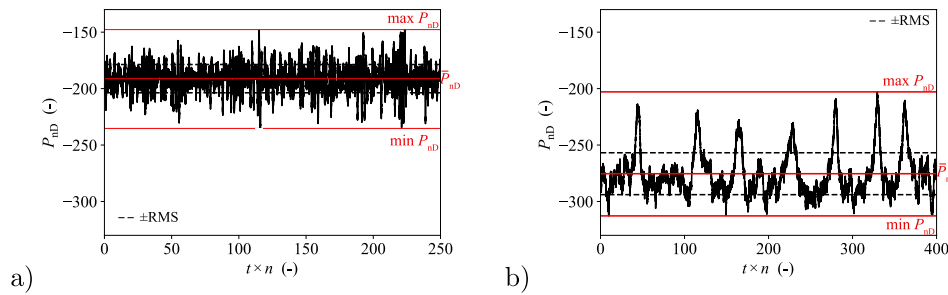 max P_nD
−150
−200
−250
−300
P_nD (-)
P̄_nD
min P_nD
±RMS
0 50 100 150 200 250
t × n (-)
a)
±RMS
−150
−200
−250
−300
P_nD (-)
max P_nD
min P_nD
0 100 200 300 400
t × n (-)
b)